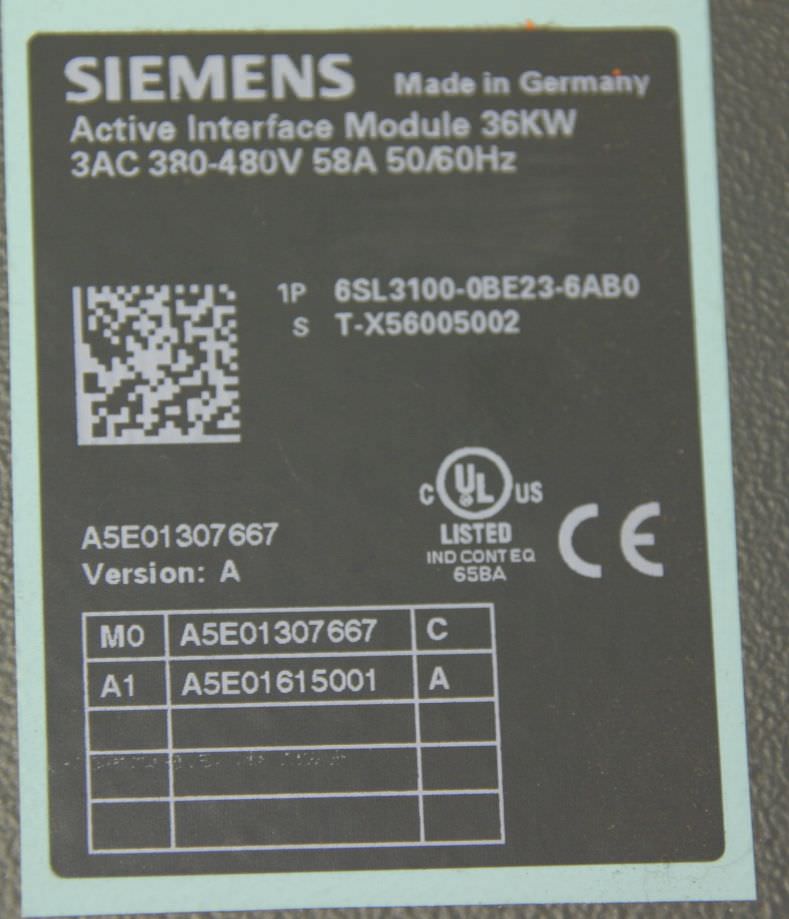 SIEMENS Made in Germany
Active Interface Module 36KW
3AC 380-480V 58A 50/60Hz
1P 6SL3100-0BE23-6AB0
S T-X56005002
C UL US
LISTED
IND CONT EQ
65BA
CE
A5E01307667
Version: A
M0 A5E01307667 C
A1 A5E01615001 A